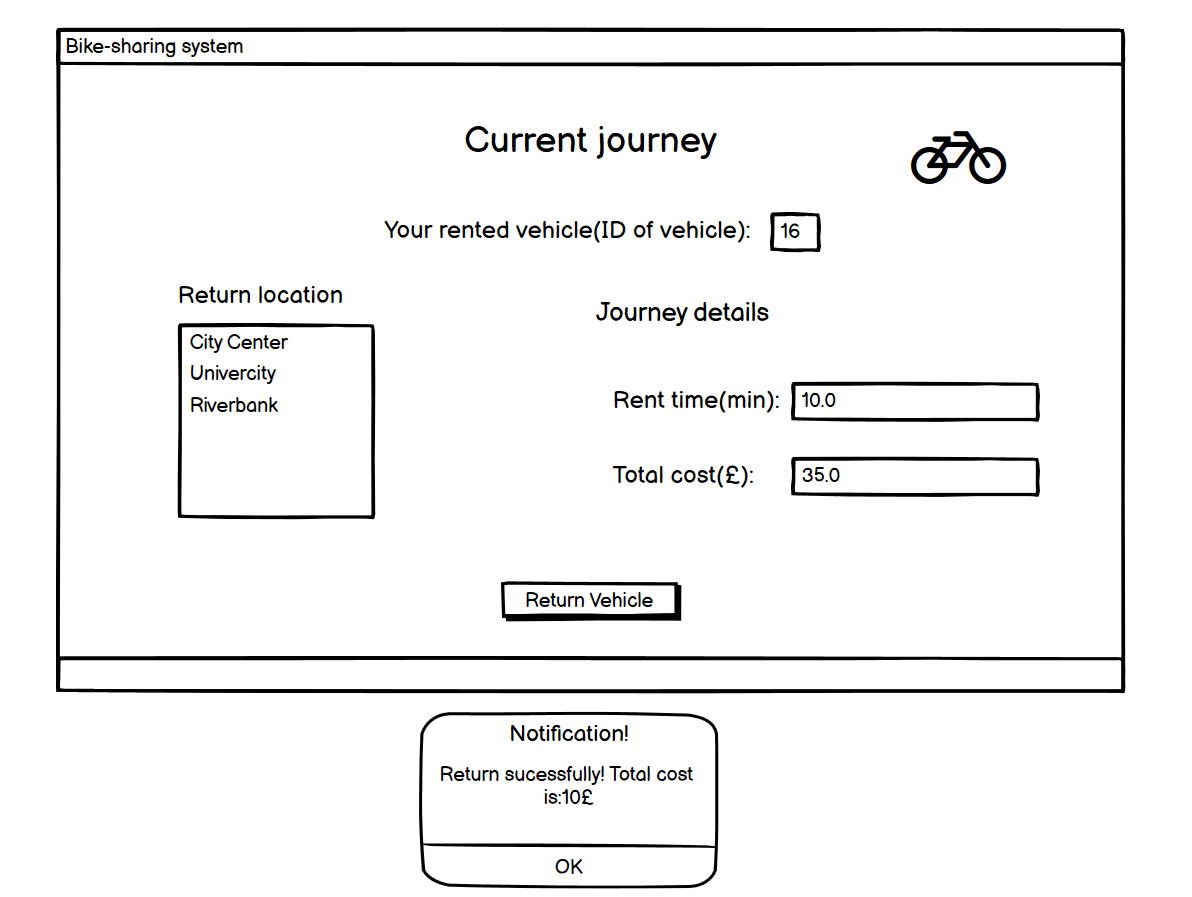 Bike-sharing system
Current journey
Your rented vehicle(ID of vehicle): 16
Return location
City Center
Univercity
Riverbank
Journey details
Rent time(min): 10.0
Total cost(£): 35.0
Return Vehicle
Notification!
Return sucessfully! Total cost
is:10£
OK